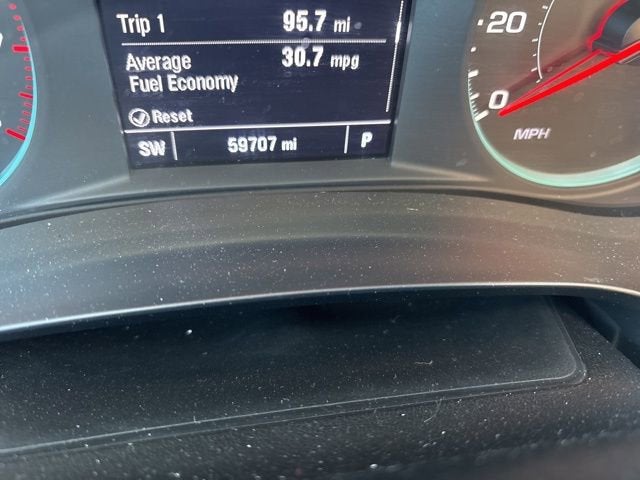 Trip 1 95.7 mi
Average 30.7 mpg
Fuel Economy
Reset
SW 59707 mi P
20
0
MPH